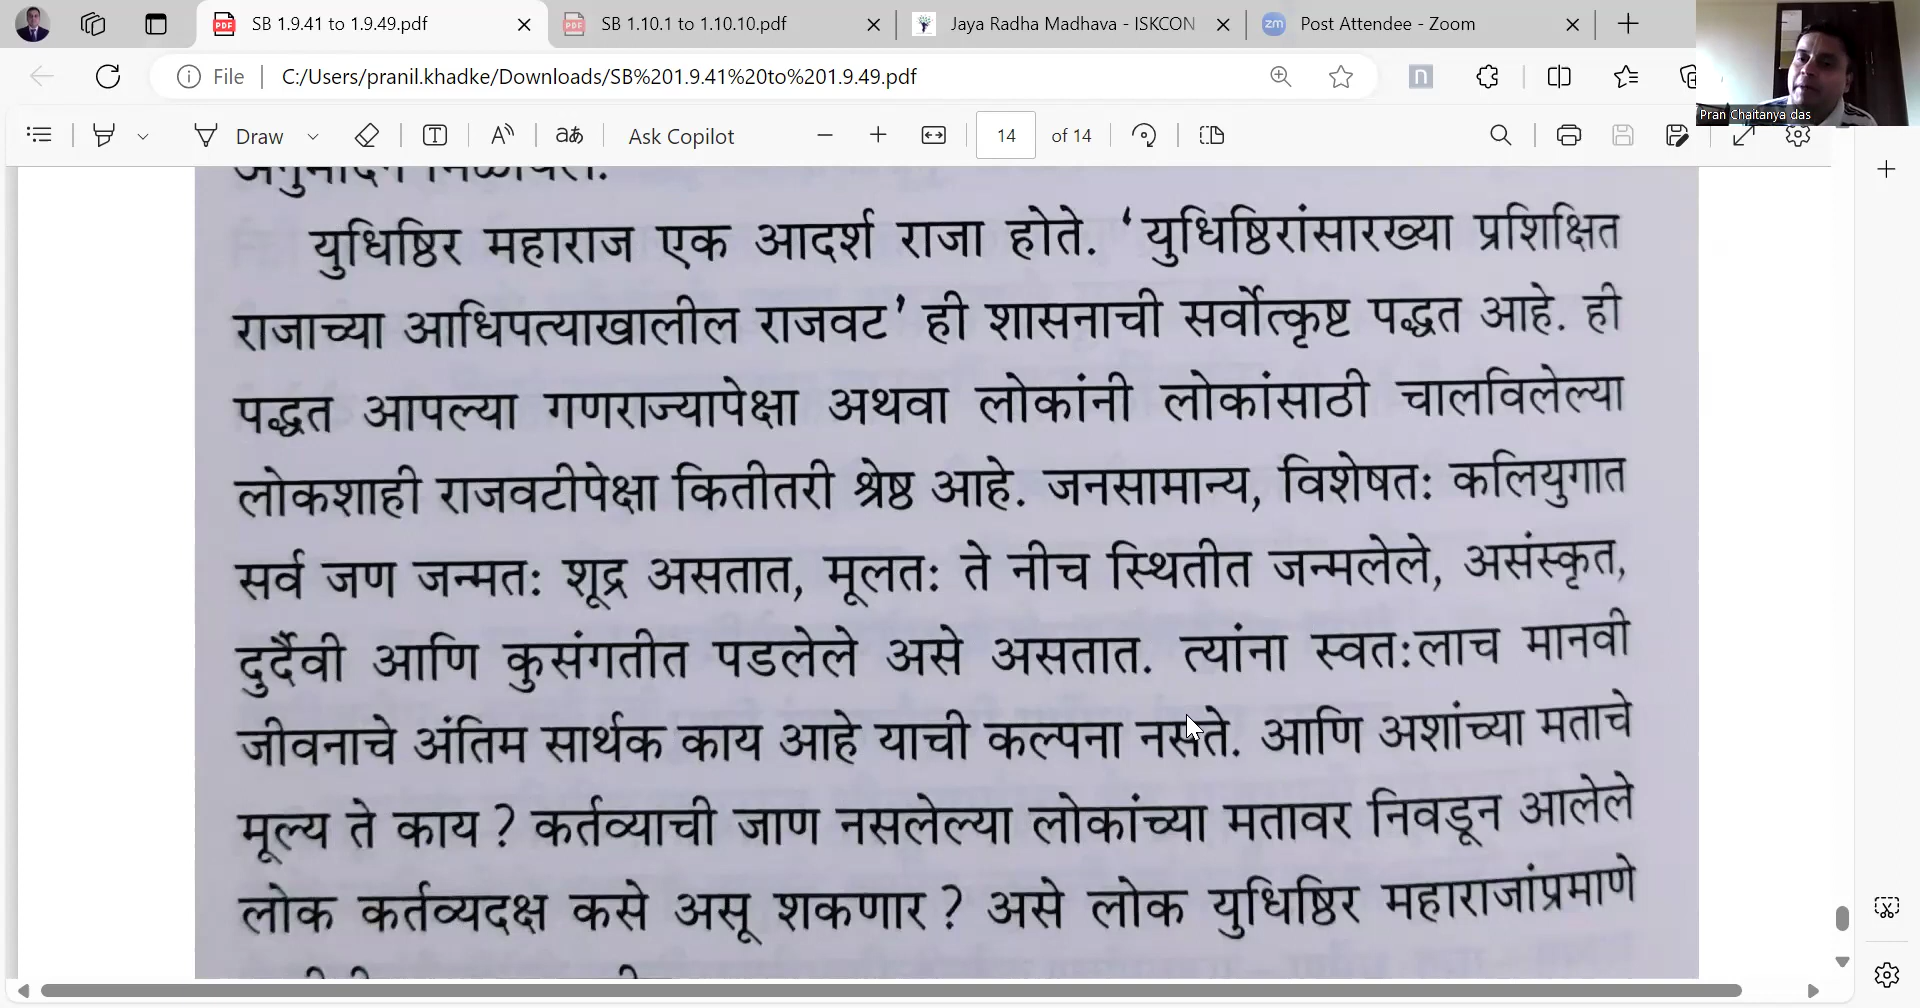 SB 1.9.41 to 1.9.49.pdf
SB 1.10.1 to 1.10.10.pdf
Jaya Radha Madhava - ISKCON
zm Post Attendee - Zoom
File C:/Users/pranil.khadke/Downloads/SB%201.9.41%20to%201.9.49.pdf
Pran Chaitanya das
Draw
Ask Copilot
14 of 14
युधिष्ठिर महाराज एक आदर्श राजा होते. ‘युधिष्ठिरांसारख्या प्रशिक्षित
राजाच्या आधिपत्याखालील राजवट’ ही शासनाची सर्वोत्कृष्ट पद्धत आहे. ही
पद्धत आपल्या गणराज्यापेक्षा अथवा लोकांनी लोकांसाठी चालविलेल्या
लोकशाही राजवटीपेक्षा कितीतरी श्रेष्ठ आहे. जनसामान्य, विशेषतः कलियुगात
सर्व जण जन्मतः शूद्र असतात, मूलतः ते नीच स्थितीत जन्मलेले, असंस्कृत,
दुर्दैवी आणि कुसंगतीत पडलेले असे असतात. त्यांना स्वतःलाच मानवी
जीवनाचे अंतिम सार्थक काय आहे याची कल्पना नसते. आणि अशांच्या मताचे
मूल्य ते काय ? कर्तव्याची जाण नसलेल्या लोकांच्या मतावर निवडून आलेले
लोक कर्तव्यदक्ष कसे असू शकणार ? असे लोक युधिष्ठिर महाराजांप्रमाणे